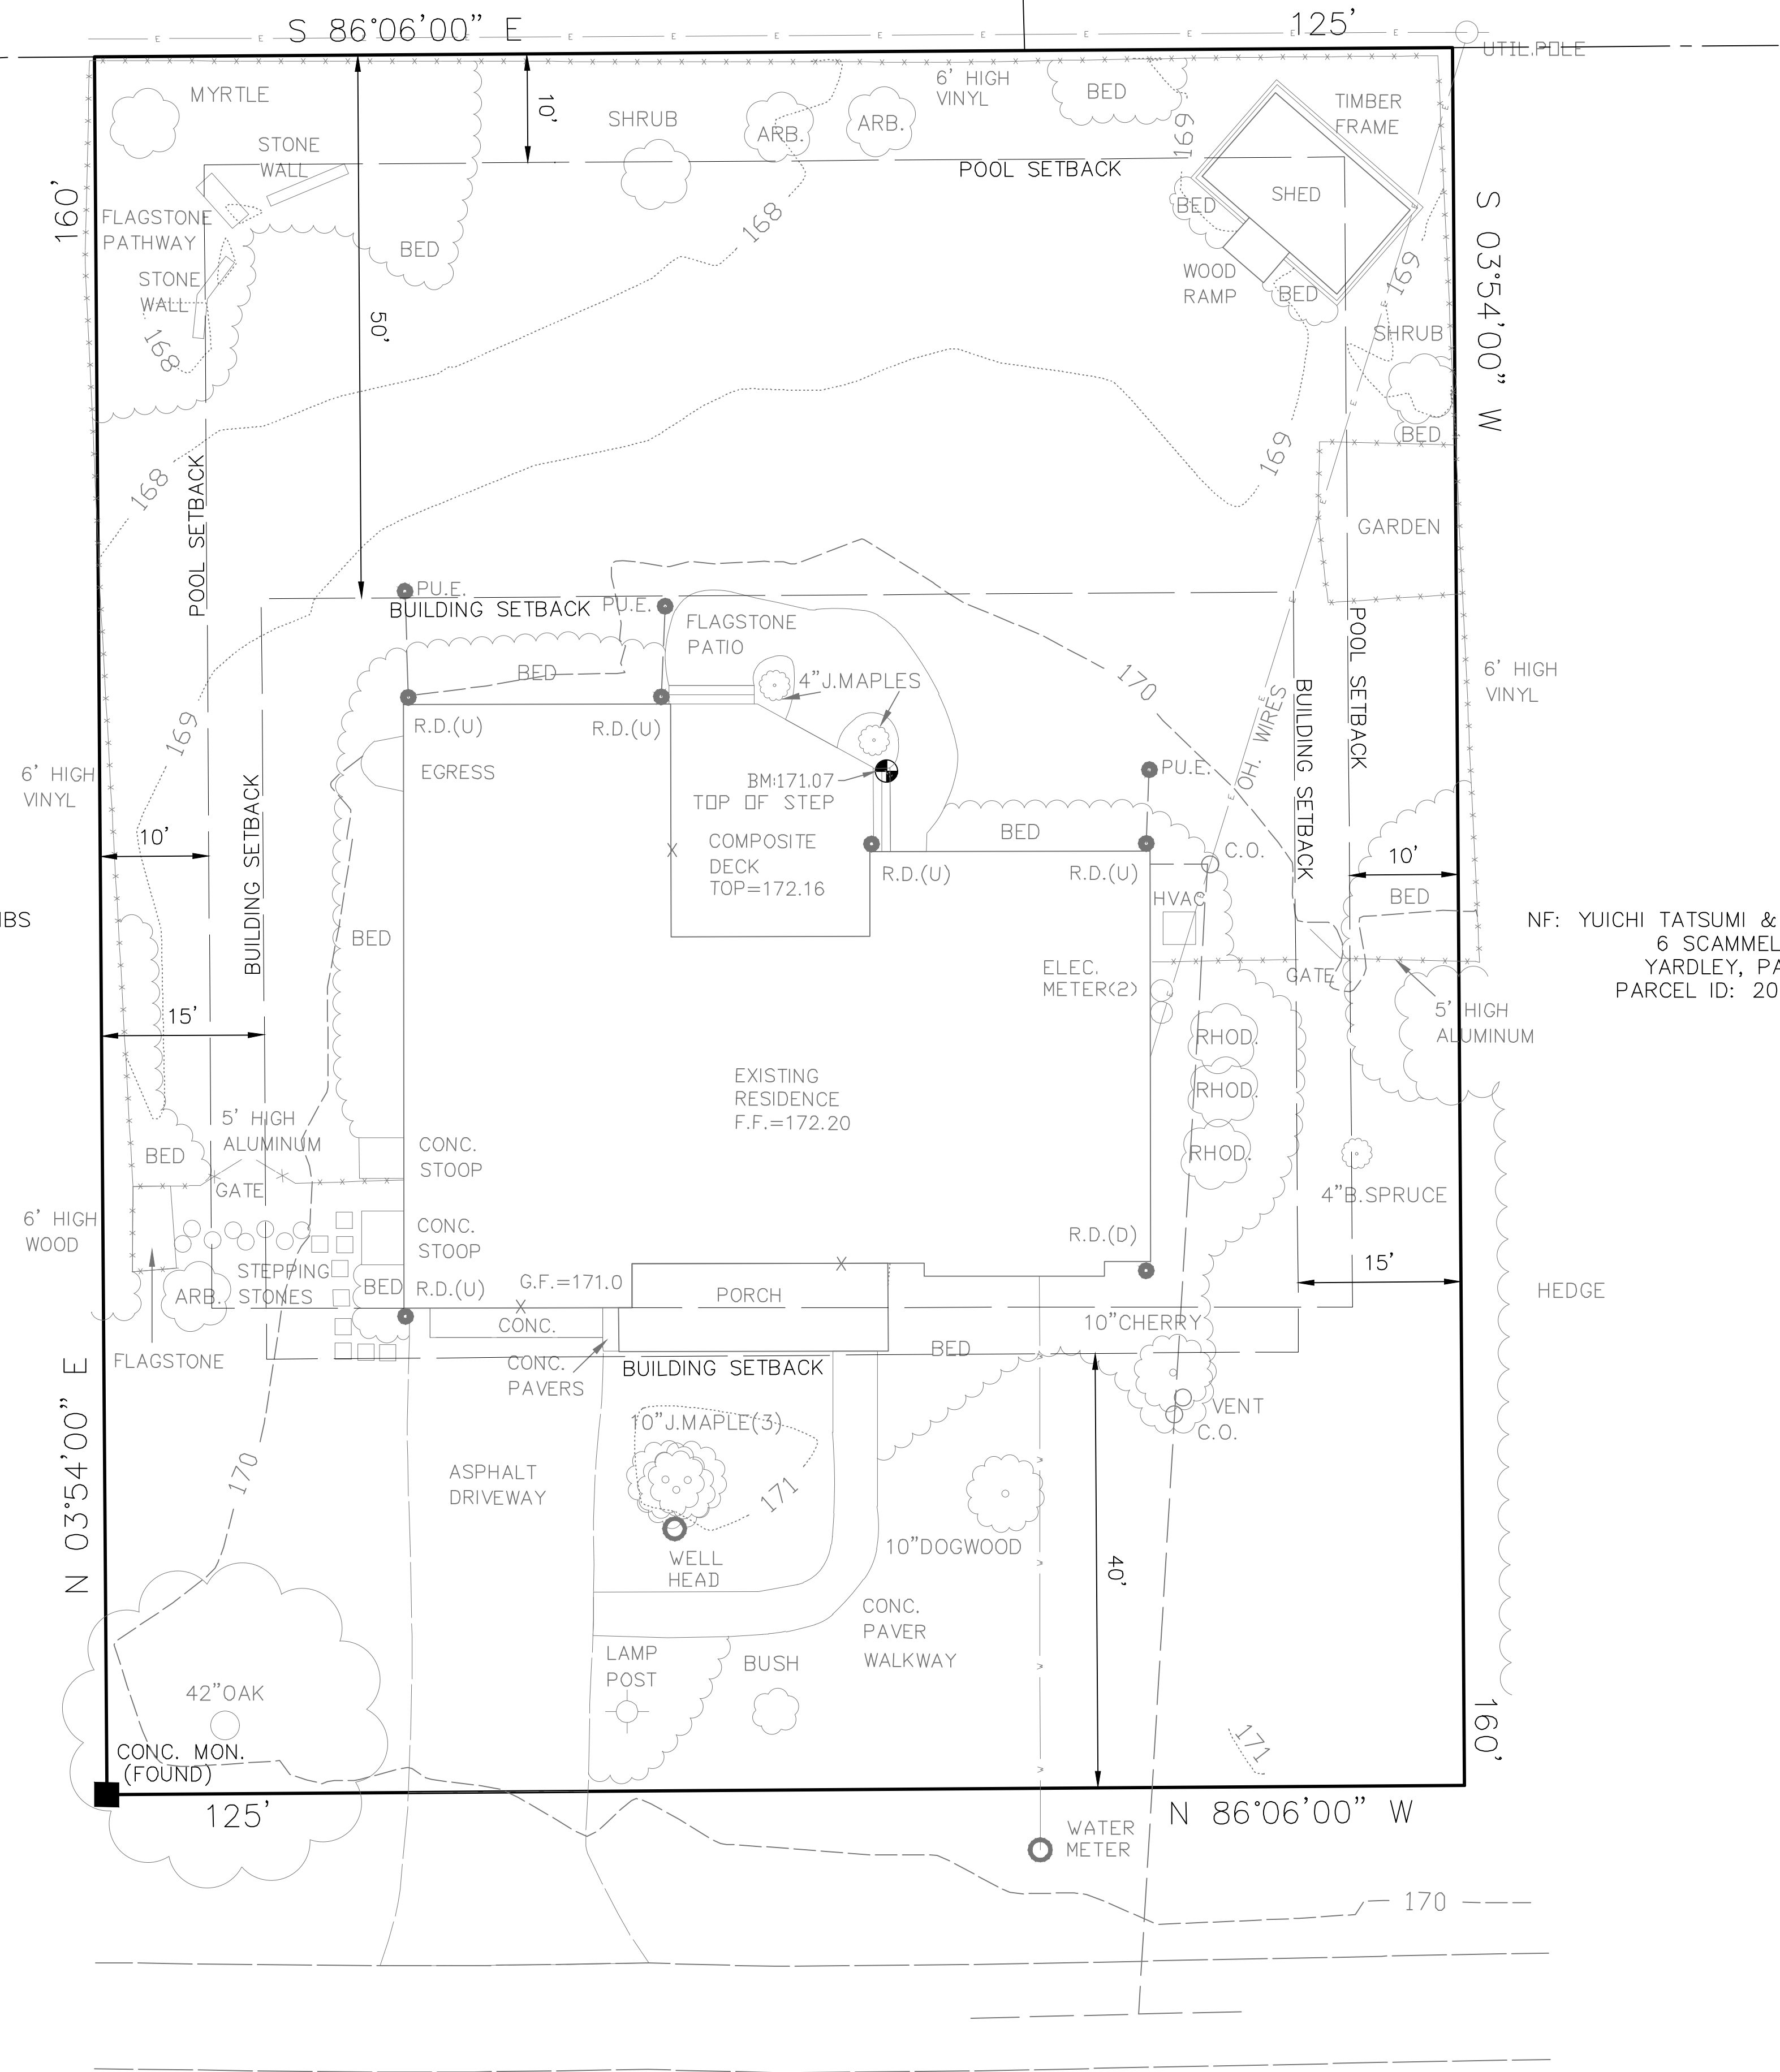 S 86°06'00" E
125'
UTIL.POLE
MYRTLE
STONE
WALL
10'
SHRUB
ARB.
ARB.
6' HIGH
VINYL
BED
169
TIMBER
FRAME
POOL SETBACK
SHED
160'
FLAGSTONE
PATHWAY
STONE
WALL
168
BED
168
50'
BED
WOOD
RAMP
BED
169
SHRUB
S 03°54'00" W
BED
168
POOL SETBACK
169
GARDEN
PU.E.
BUILDING SETBACK
PU.E.
FLAGSTONE
PATIO
BED
4"J.MAPLES
170
OH. WIRES
BUILDING SETBACK
POOL SETBACK
6' HIGH
VINYL
169
R.D.(U)
R.D.(U)
EGRESS
6' HIGH
VINYL
BM:171.07
TOP OF STEP
PU.E.
10'
BUILDING SETBACK
COMPOSITE
DECK
TOP=172.16
BED
R.D.(U)
R.D.(U)
C.O.
10'
HVAC
BED
BED
IBS
NF: YUICHI TATSUMI &
6 SCAMMEL
YARDLEY, PA
PARCEL ID: 20
ELEC.
METER(2)
GATE
5' HIGH
ALUMINUM
15'
RHOD.
RHOD.
RHOD.
EXISTING
RESIDENCE
F.F.=172.20
5' HIGH
ALUMINUM
BED
GATE
CONC.
STOOP
4"B.SPRUCE
6' HIGH
WOOD
CONC.
STOOP
R.D.(D)
15'
HEDGE
STEPPING
STONES
ARB.
BED
R.D.(U)
G.F.=171.0
PORCH
CONC.
10"CHERRY
FLAGSTONE
CONC.
PAVERS
BUILDING SETBACK
BED
N 03°54'00" E
10"J.MAPLE(3)
VENT
C.O.
170
ASPHALT
DRIVEWAY
171
WELL
HEAD
10"DOGWOOD
40'
CONC.
PAVER
WALKWAY
LAMP
POST
BUSH
42"OAK
171
160'
CONC. MON.
(FOUND)
125'
N 86°06'00" W
WATER
METER
170